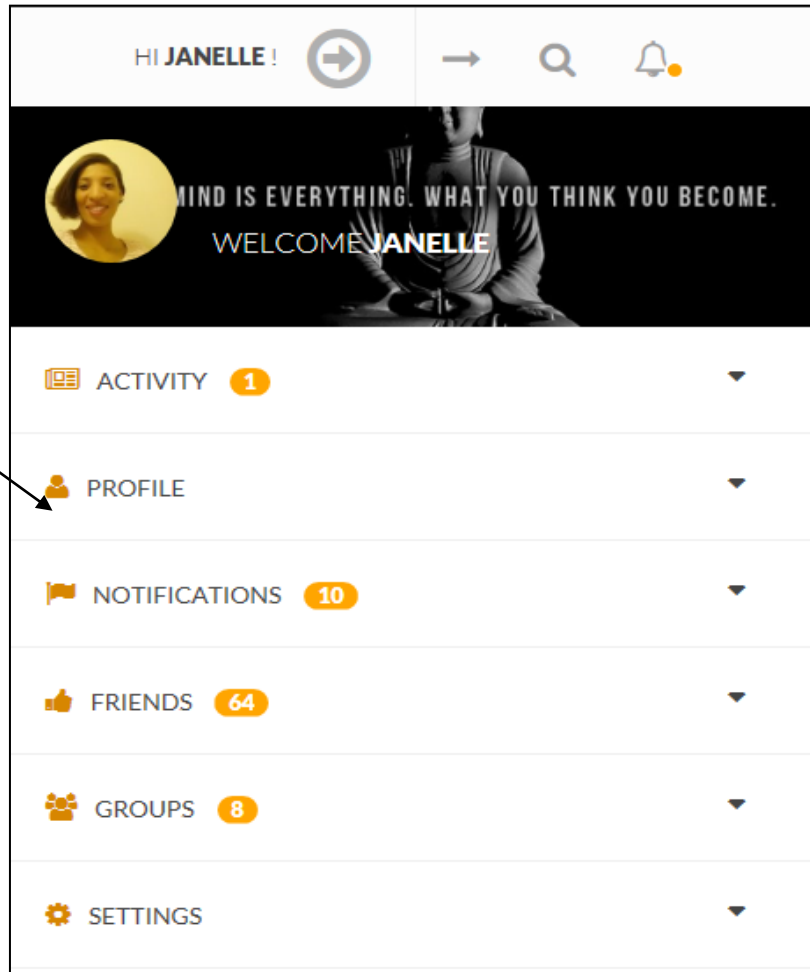 HI JANELLE !
MIND IS EVERYTHING. WHAT YOU THINK YOU BECOME.
WELCOME JANELLE
ACTIVITY 1
PROFILE
NOTIFICATIONS 10
FRIENDS 64
GROUPS 8
SETTINGS